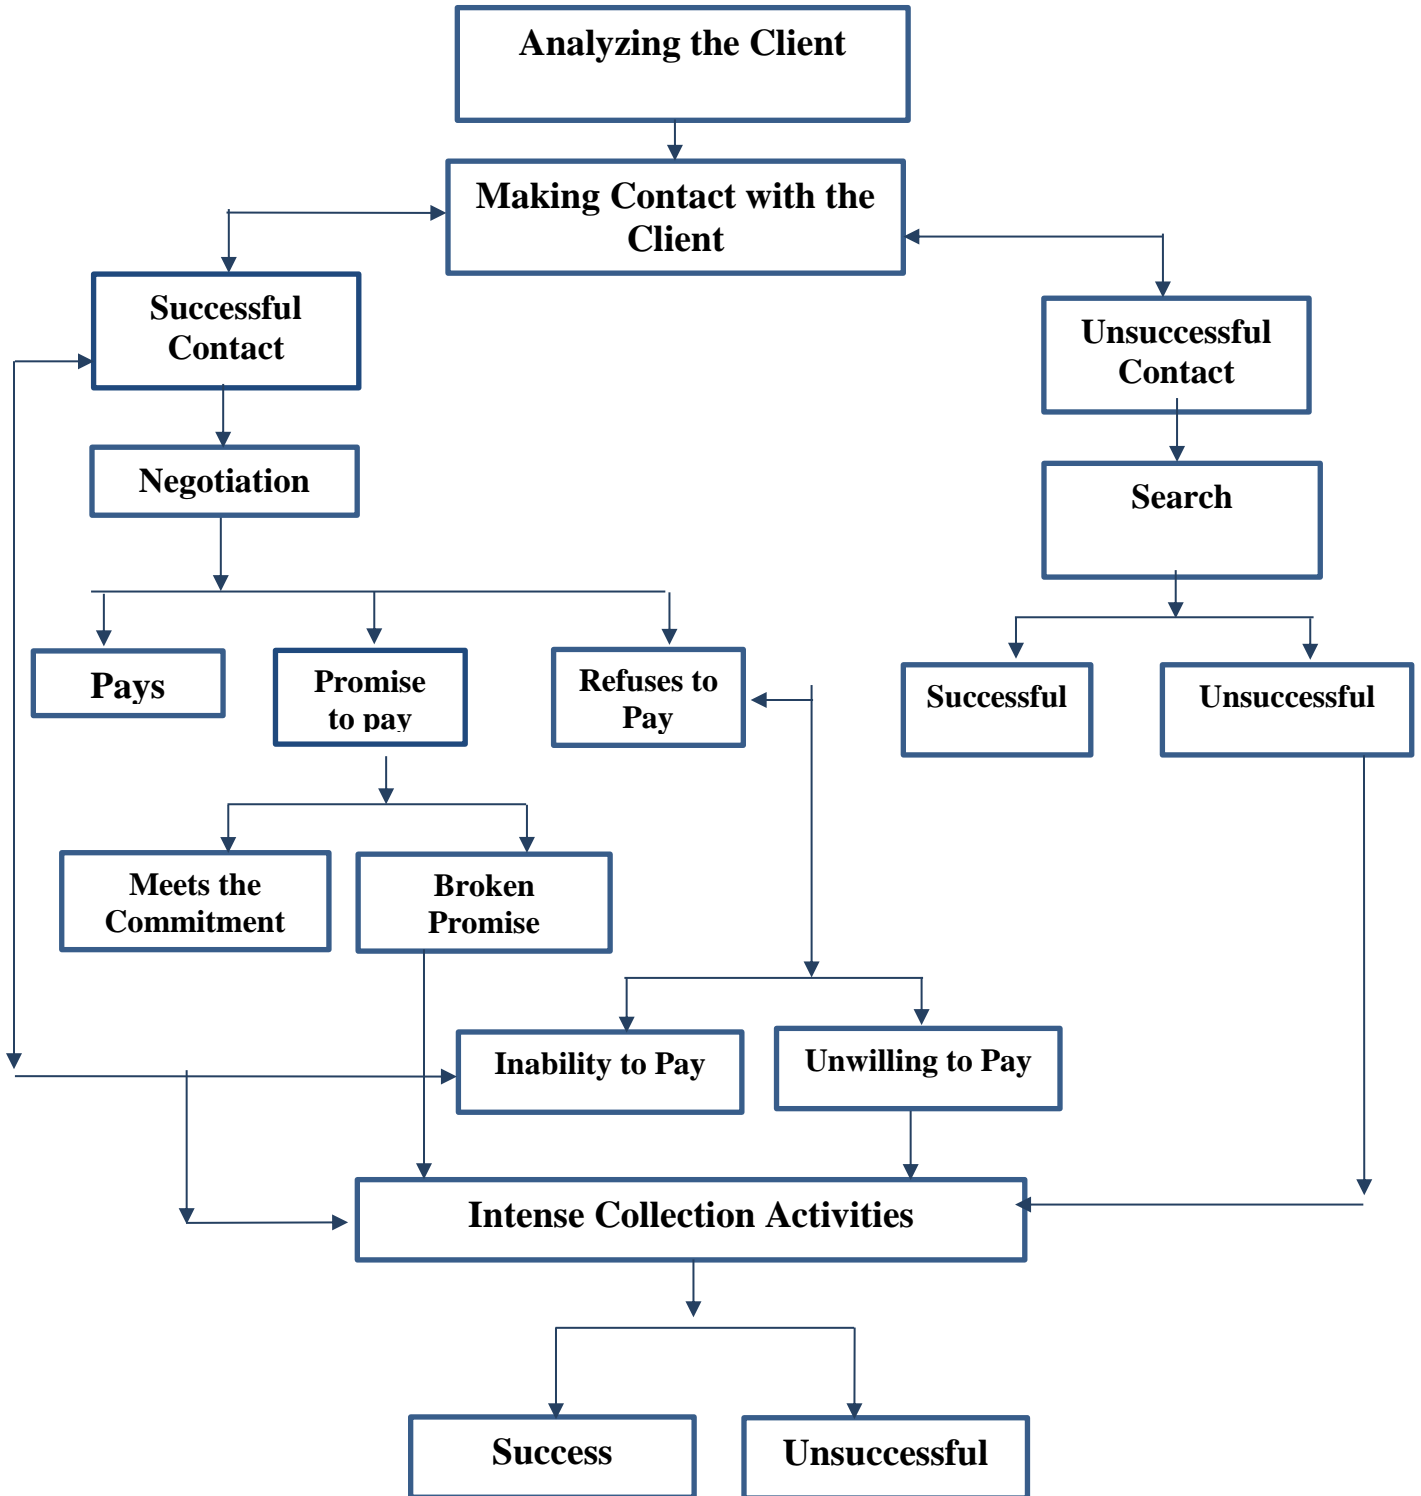 Analyzing the Client
Making Contact with the
Client
Successful
Contact
Unsuccessful
Contact
Negotiation
Search
Pays
Promise
to pay
Refuses to
Pay
Successful
Unsuccessful
Meets the
Commitment
Broken
Promise
Inability to Pay
Unwilling to Pay
Intense Collection Activities
Success
Unsuccessful